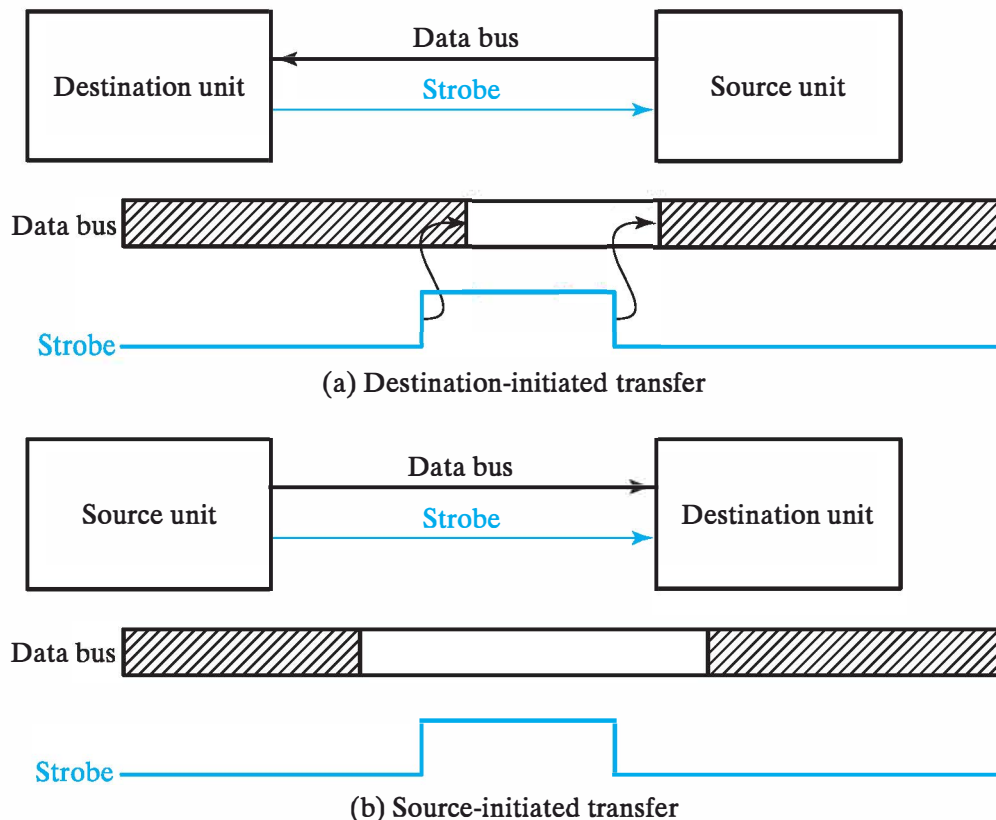 Destination unit
Data bus
Strobe
Source unit
Data bus
Strobe
(a) Destination-initiated transfer
Source unit
Data bus
Strobe
Destination unit
Data bus
Strobe
(b) Source-initiated transfer